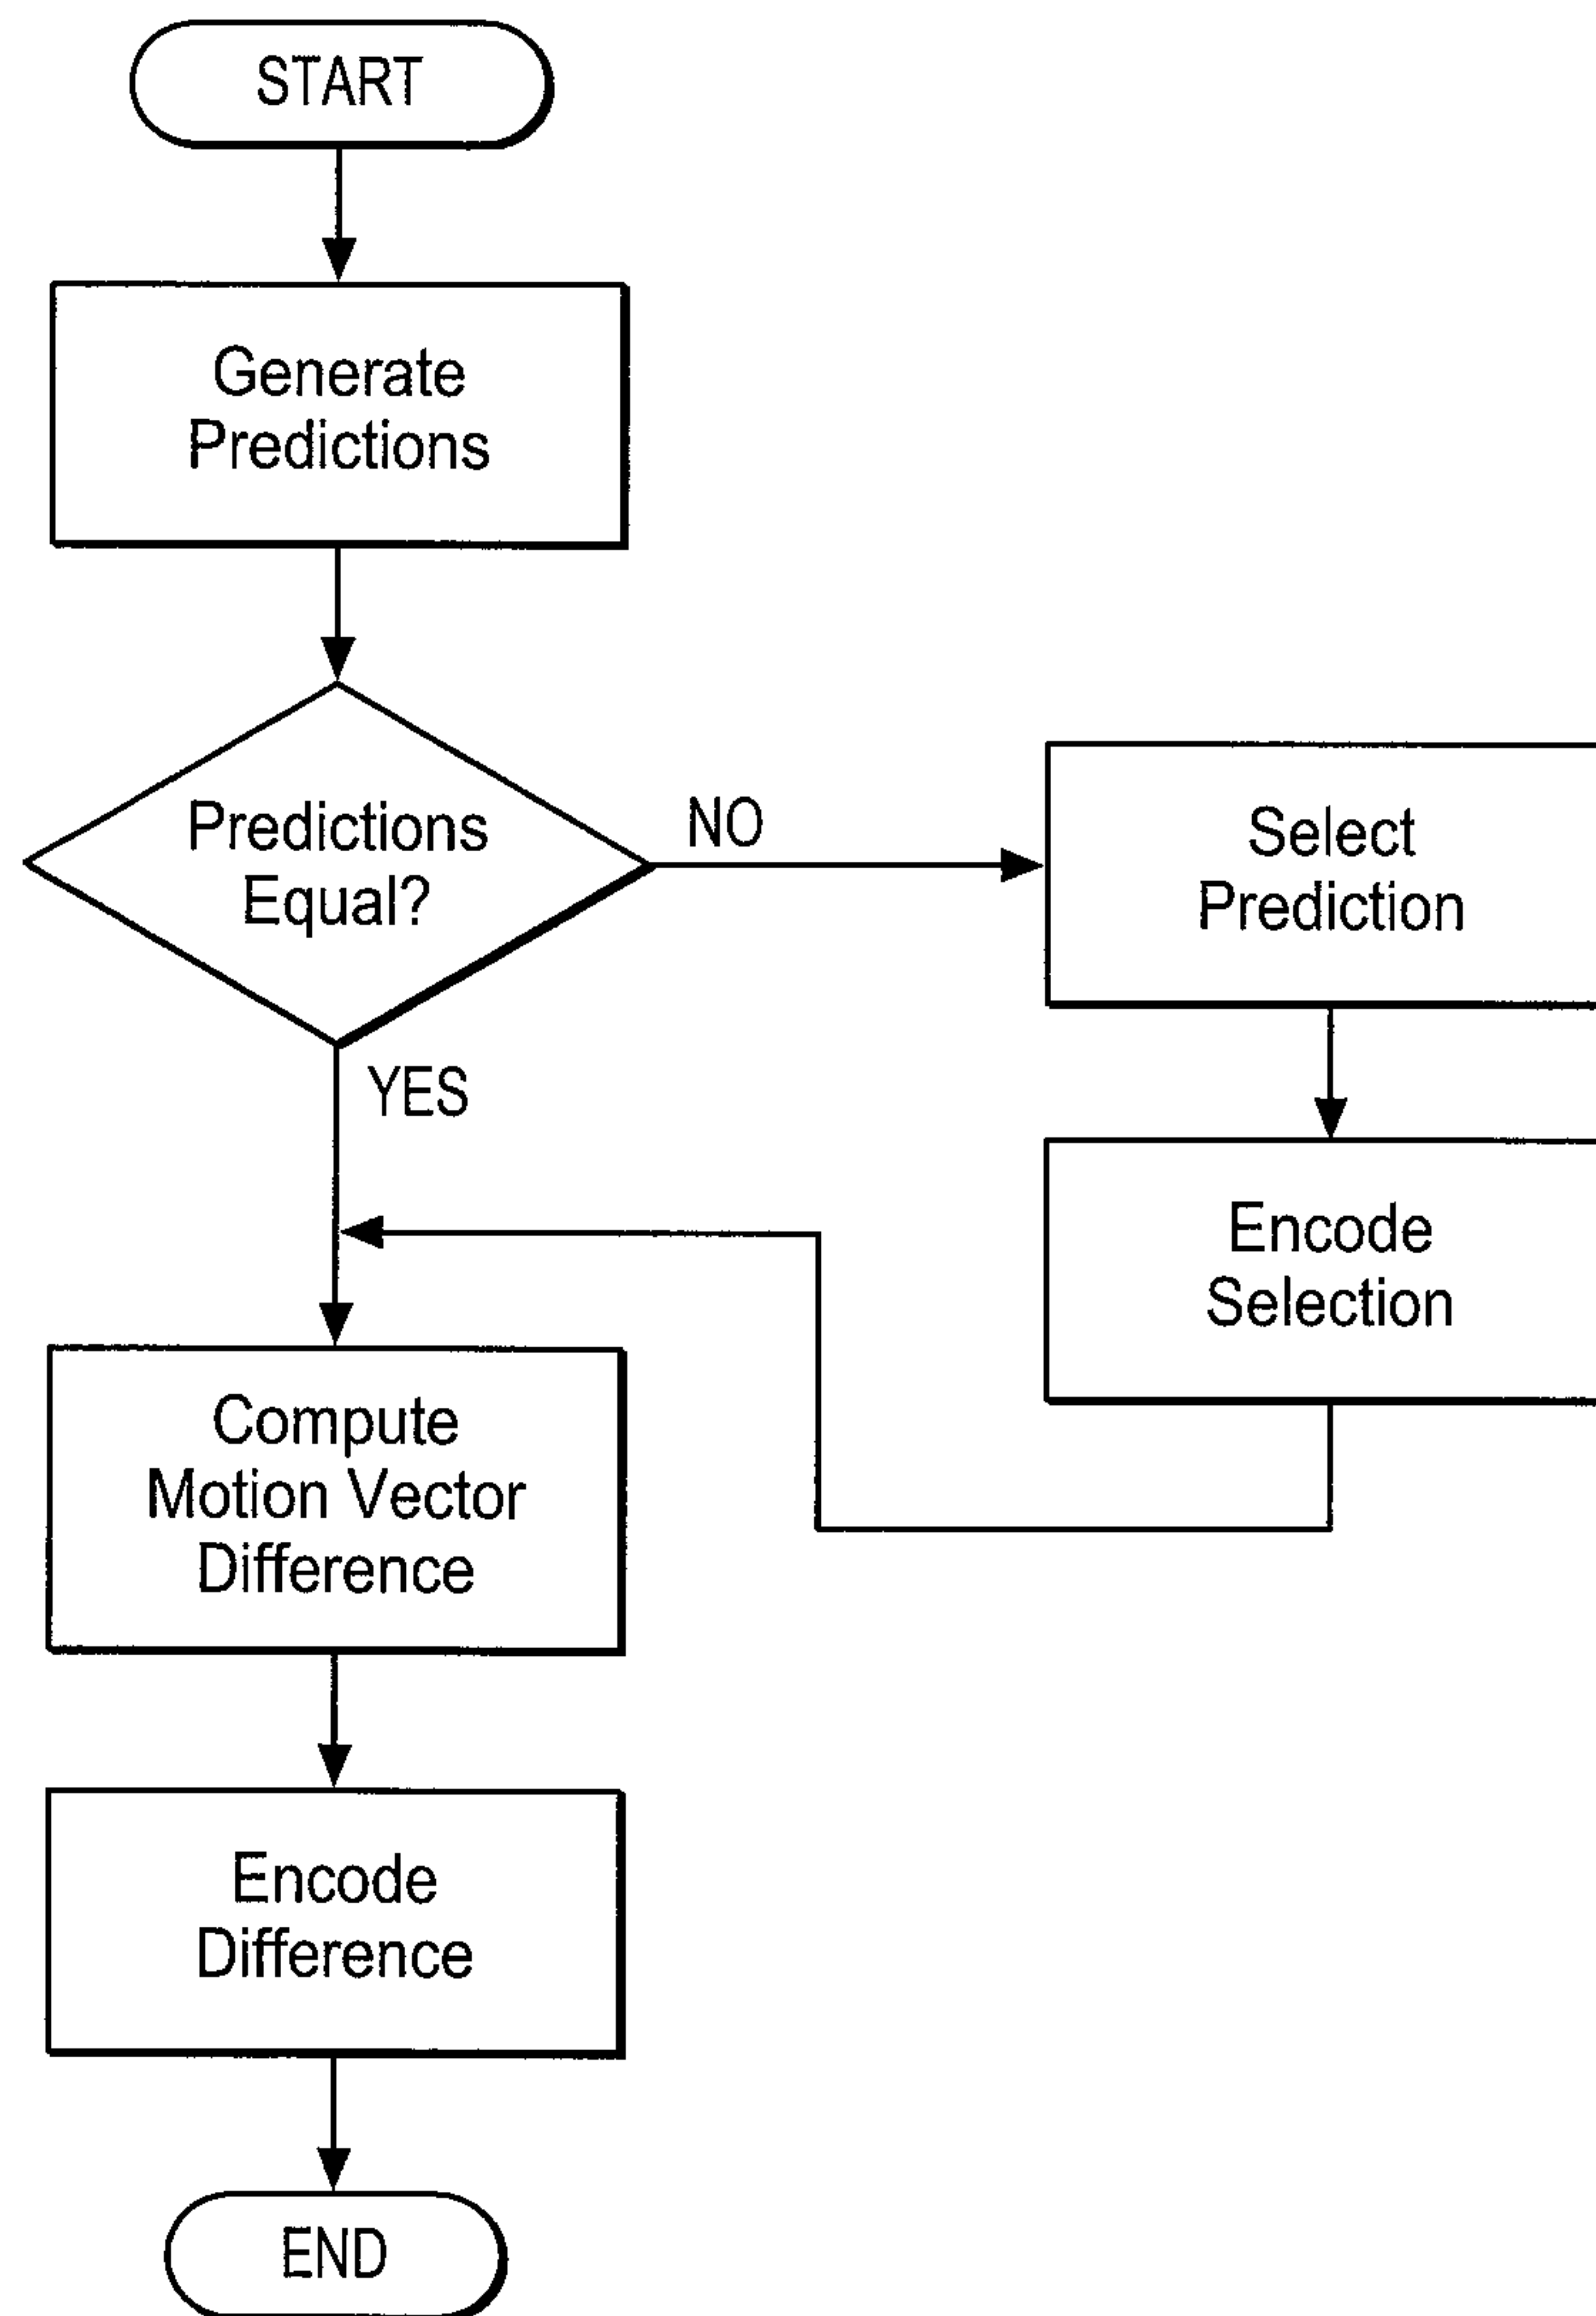 START
Generate
Predictions
Predictions
Equal?
NO
YES
Select
Prediction
Encode
Selection
Compute
Motion Vector
Difference
Encode
Difference
END